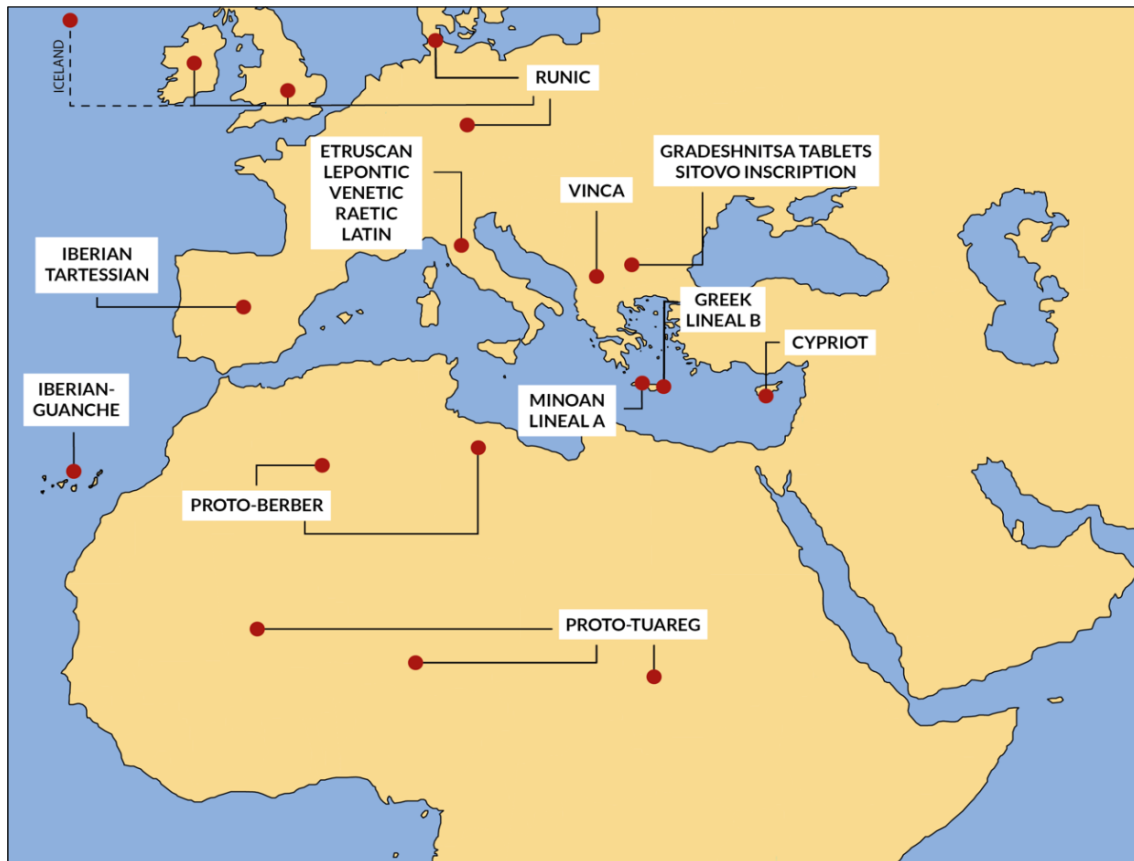 ICELAND
RUNIC
ETRUSCAN
LEPONTIC
VENETIC
RAETIC
LATIN
GRADESHNITSA TABLETS
SITOVO INSCRIPTION
VINCA
IBERIAN
TARTESSIAN
GREEK
LINEAL B
CYPRIOT
IBERIAN-
GUANCHE
MINOAN
LINEAL A
PROTO-BERBER
PROTO-TUAREG